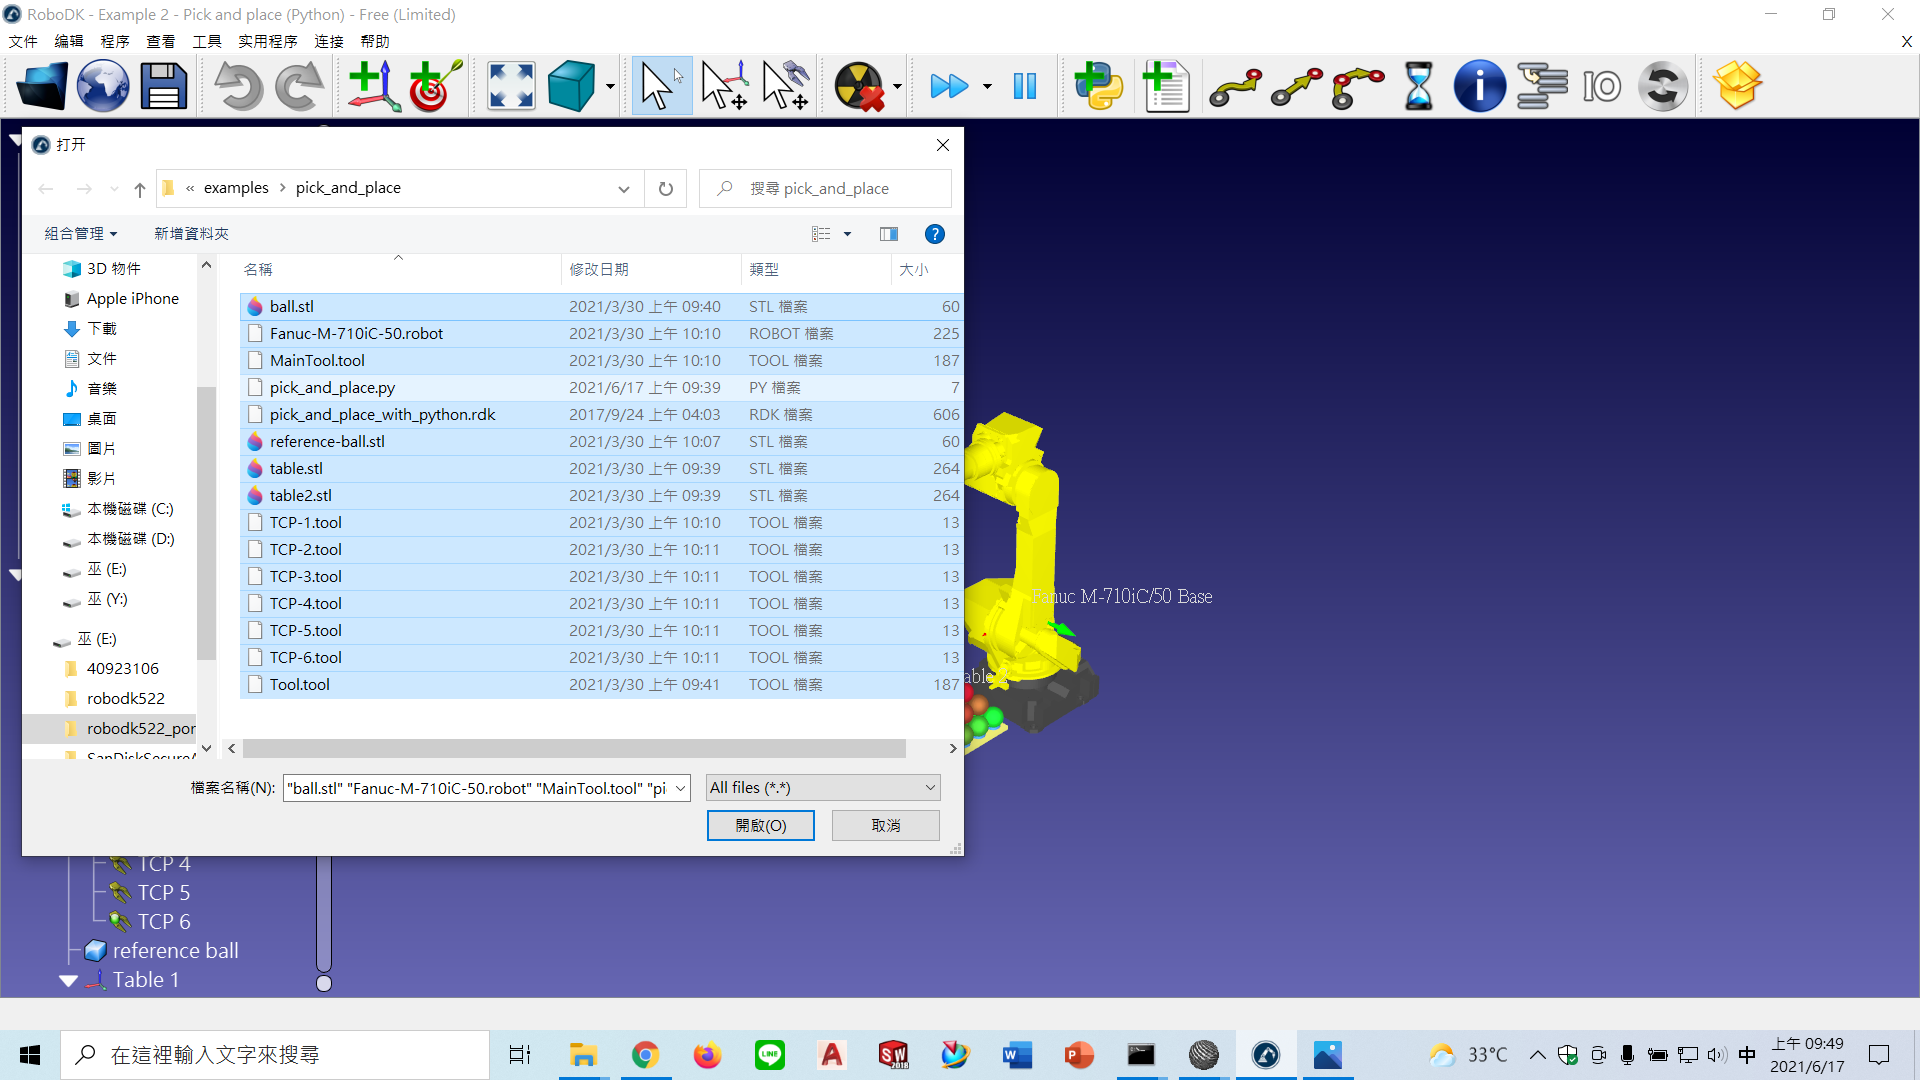 RoboDK - Example 2 - Pick and place (Python) - Free (Limited)
文件 编辑 程序 查看 工具 实用程序 连接 帮助 X
IO
打开
« examples > pick_and_place
搜尋 pick_and_place
組合管理 新增資料夾
名稱 修改日期 類型 大小
3D 物件
Apple iPhone
下載
文件
音樂
桌面
圖片
影片
本機磁碟 (C:)
本機磁碟 (D:)
巫 (E:)
巫 (Y:)
巫 (E:)
40923106
robodk522
robodk522_por
SanDiskSecureA
ball.stl 2021/3/30 上午 09:40 STL 檔案 60
Fanuc-M-710iC-50.robot 2021/3/30 上午 10:10 ROBOT 檔案 225
MainTool.tool 2021/3/30 上午 10:10 TOOL 檔案 187
pick_and_place.py 2021/6/17 上午 09:39 PY 檔案 7
pick_and_place_with_python.rdk 2017/9/24 上午 04:03 RDK 檔案 606
reference-ball.stl 2021/3/30 上午 10:07 STL 檔案 60
table.stl 2021/3/30 上午 09:39 STL 檔案 264
table2.stl 2021/3/30 上午 09:39 STL 檔案 264
TCP-1.tool 2021/3/30 上午 10:10 TOOL 檔案 13
TCP-2.tool 2021/3/30 上午 10:11 TOOL 檔案 13
TCP-3.tool 2021/3/30 上午 10:11 TOOL 檔案 13
TCP-4.tool 2021/3/30 上午 10:11 TOOL 檔案 13
TCP-5.tool 2021/3/30 上午 10:11 TOOL 檔案 13
TCP-6.tool 2021/3/30 上午 10:11 TOOL 檔案 13
Tool.tool 2021/3/30 上午 09:41 TOOL 檔案 187
檔案名稱(N): "ball.stl" "Fanuc-M-710iC-50.robot" "MainTool.tool" "pi
All files (*.*)
開啟(O) 取消
Fanuc M-710iC/50 Base
able 2
TCP 4
TCP 5
TCP 6
reference ball
Table 1
在這裡輸入文字來搜尋
33°C
中
上午 09:49
2021/6/17